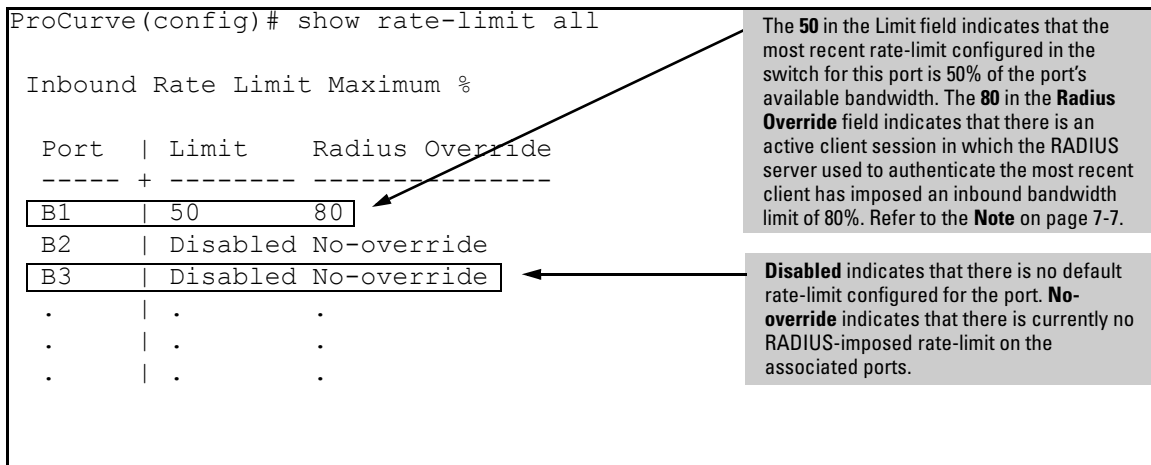 ProCurve(config)# show rate-limit all
Inbound Rate Limit Maximum %
Port | Limit Radius Override
----- + -------- ---------------
B1 | 50 80
B2 | Disabled No-override
B3 | Disabled No-override
. | . .
. | . .
. | . .
The 50 in the Limit field indicates that the
most recent rate-limit configured in the
switch for this port is 50% of the port's
available bandwidth. The 80 in the Radius
Override field indicates that there is an
active client session in which the RADIUS
server used to authenticate the most recent
client has imposed an inbound bandwidth
limit of 80%. Refer to the Note on page 7-7.
Disabled indicates that there is no default
rate-limit configured for the port. No-
override indicates that there is currently no
RADIUS-imposed rate-limit on the
associated ports.